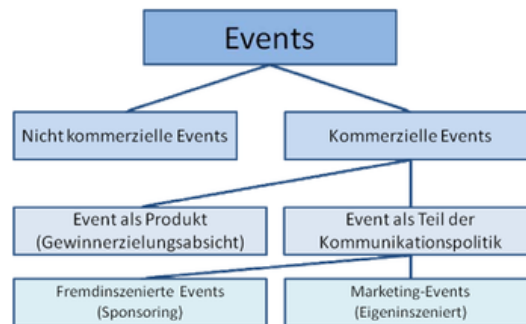 Events
Nicht kommerzielle Events
Kommerzielle Events
Event als Produkt
(Gewinnerzielungsabsicht)
Event als Teil der
Kommunikationspolitik
Fremdinszenierte Events
(Sponsoring)
Marketing-Events
(Eigeninszeniert)